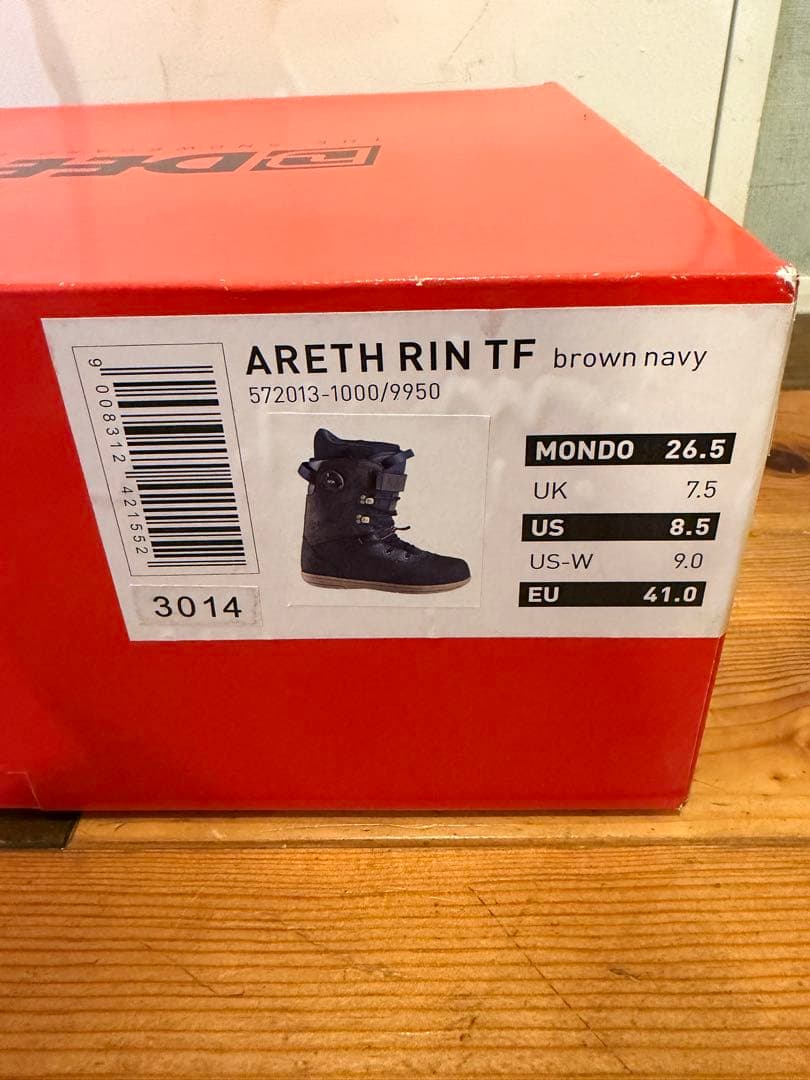 ARETH RIN TF brown navy
572013-1000/9950
9 008312 421552
3014
MONDO 26.5
UK 7.5
US 8.5
US-W 9.0
EU 41.0